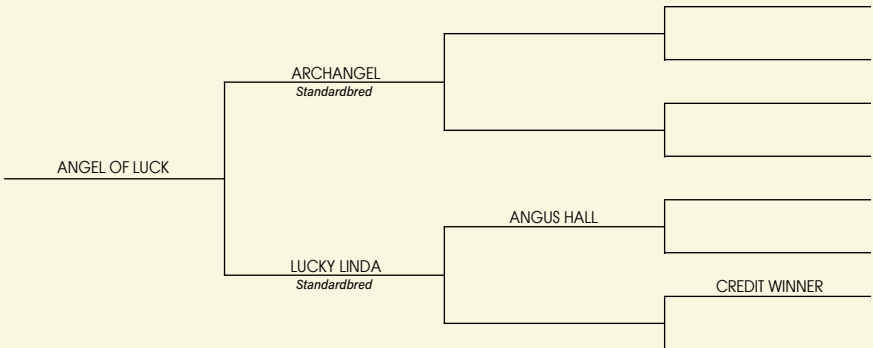 ARCHANGEL
Standardbred
ANGEL OF LUCK
ANGUS HALL
LUCKY LINDA
Standardbred
CREDIT WINNER